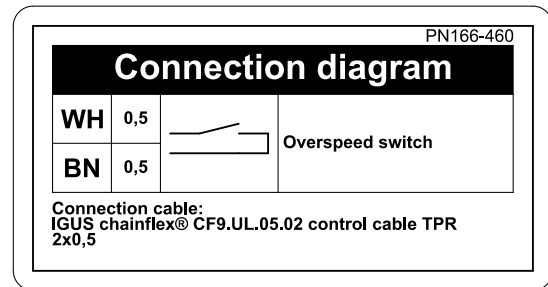 PN166-460
Connection diagram
WH 0,5
Overspeed switch
BN 0,5
Connection cable:
IGUS chainflex® CF9.UL.05.02 control cable TPR
2x0,5